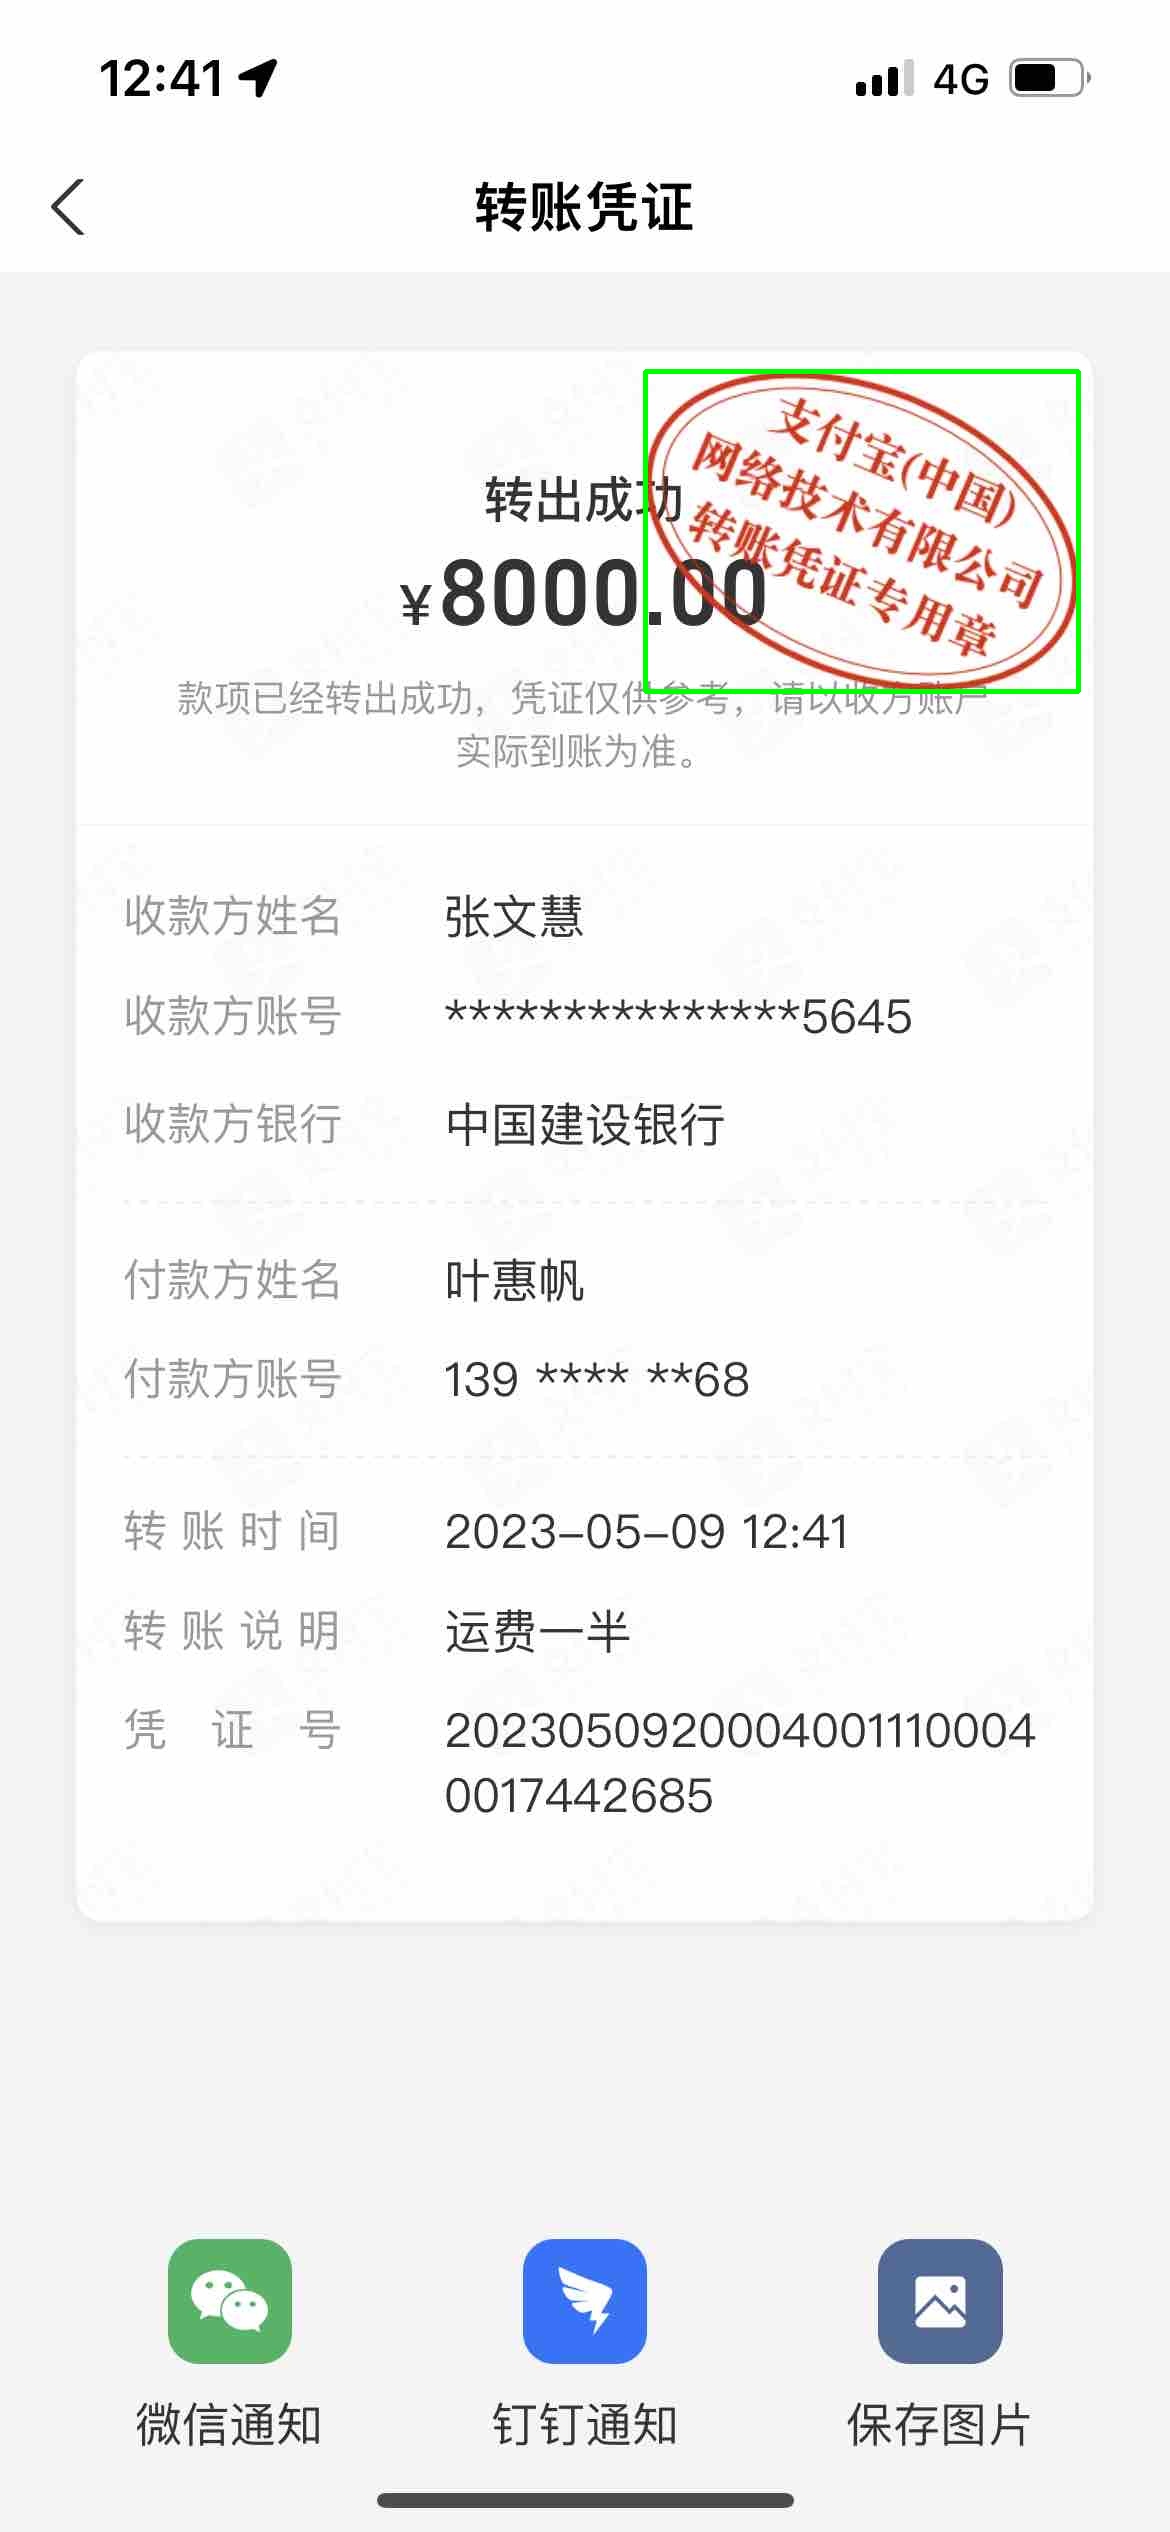 12:41 4G
转账凭证
支付宝(中国)
网络技术有限公司
转账凭证专用章
转出成功
¥8000.00
款项已经转出成功，凭证仅供参考，请以收方账户
实际到账为准。
收款方姓名 张文慧
收款方账号 ***************5645
收款方银行 中国建设银行
付款方姓名 叶惠帆
付款方账号 139 **** **68
转账时间 2023-05-09 12:41
转账说明 运费一半
凭证号 2023050920004001110004
0017442685
微信通知 钉钉通知 保存图片